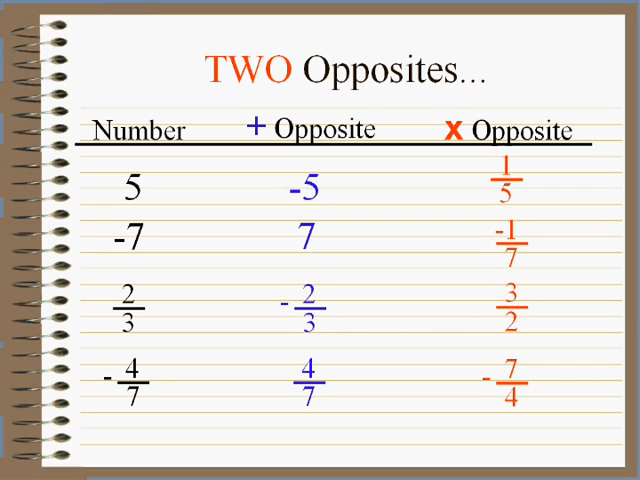 TWO Opposites...
Number + Opposite x Opposite
5 -5 1/5
-7 7 -1/7
2/3 -2/3 3/2
-4/7 4/7 -7/4